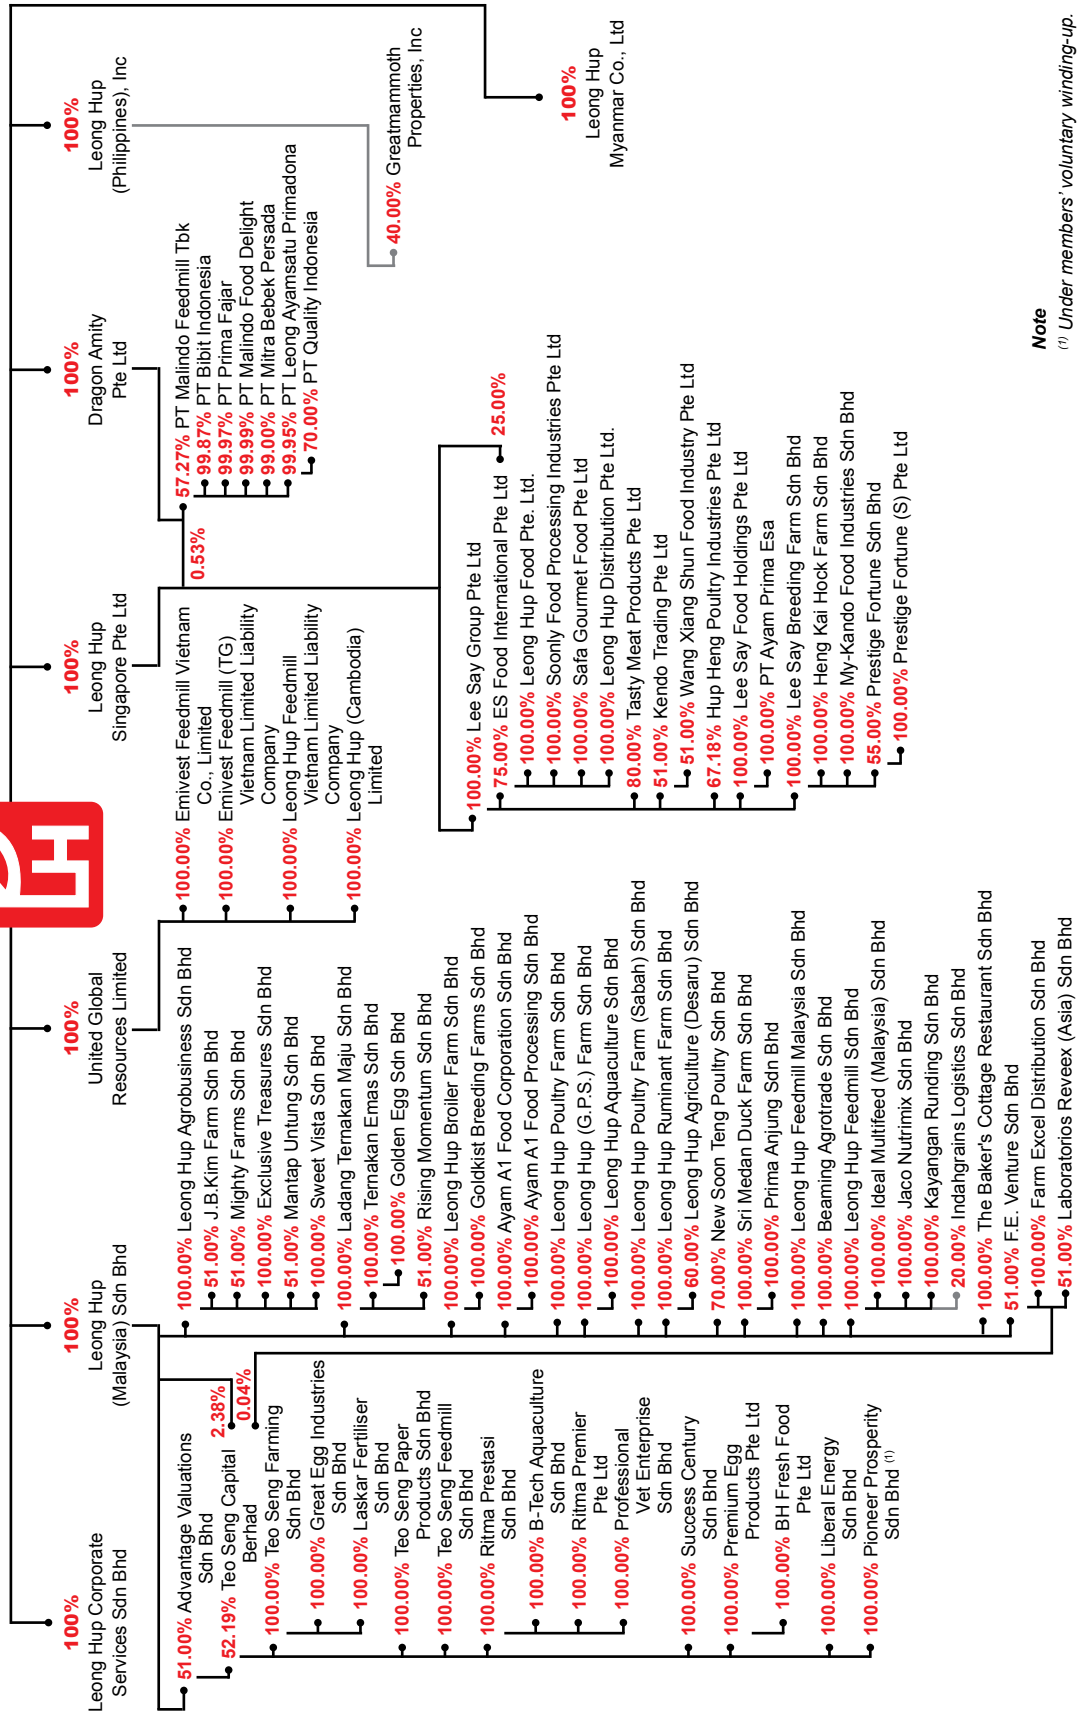 LH
100%
Leong Hup Corporate
Services Sdn Bhd
100%
Leong Hup
(Malaysia) Sdn Bhd
51.00% Advantage Valuations
Sdn Bhd
52.19% Teo Seng Capital
Berhad
2.38%
0.04%
100.00% Teo Seng Farming
Sdn Bhd
100.00% Great Egg Industries
Sdn Bhd
100.00% Laskar Fertiliser
Sdn Bhd
100.00% Teo Seng Paper
Products Sdn Bhd
100.00% Teo Seng Feedmill
Sdn Bhd
100.00% Ritma Prestasi
Sdn Bhd
100.00% B-Tech Aquaculture
Sdn Bhd
100.00% Ritma Premier
Pte Ltd
100.00% Professional
Vet Enterprise
Sdn Bhd
100.00% Success Century
Sdn Bhd
100.00% Premium Egg
Products Pte Ltd
100.00% BH Fresh Food
Pte Ltd
100.00% Liberal Energy
Sdn Bhd
100.00% Pioneer Prosperity
Sdn Bhd (1)
100.00% Leong Hup Agrobusiness Sdn Bhd
51.00% J.B.Kim Farm Sdn Bhd
51.00% Mighty Farms Sdn Bhd
100.00% Exclusive Treasures Sdn Bhd
51.00% Mantap Untung Sdn Bhd
100.00% Sweet Vista Sdn Bhd
100.00% Ladang Ternakan Maju Sdn Bhd
100.00% Ternakan Emas Sdn Bhd
100.00% Golden Egg Sdn Bhd
51.00% Rising Momentum Sdn Bhd
100.00% Leong Hup Broiler Farm Sdn Bhd
100.00% Goldkist Breeding Farms Sdn Bhd
100.00% Ayam A1 Food Corporation Sdn Bhd
100.00% Ayam A1 Food Processing Sdn Bhd
100.00% Leong Hup Poultry Farm Sdn Bhd
100.00% Leong Hup (G.P.S.) Farm Sdn Bhd
100.00% Leong Hup Aquaculture Sdn Bhd
100.00% Leong Hup Poultry Farm (Sabah) Sdn Bhd
100.00% Leong Hup Ruminant Farm Sdn Bhd
60.00% Leong Hup Agriculture (Desaru) Sdn Bhd
70.00% New Soon Teng Poultry Sdn Bhd
100.00% Sri Medan Duck Farm Sdn Bhd
100.00% Prima Anjung Sdn Bhd
100.00% Leong Hup Feedmill Malaysia Sdn Bhd
100.00% Beaming Agrotrade Sdn Bhd
100.00% Leong Hup Feedmill Sdn Bhd
100.00% Ideal Multifeed (Malaysia) Sdn Bhd
100.00% Jaco Nutrimix Sdn Bhd
100.00% Kayangan Runding Sdn Bhd
20.00% Indahgrains Logistics Sdn Bhd
100.00% The Baker's Cottage Restaurant Sdn Bhd
51.00% F.E. Venture Sdn Bhd
100.00% Farm Excel Distribution Sdn Bhd
51.00% Laboratorios Reveex (Asia) Sdn Bhd
100%
United Global
Resources Limited
100.00% Emivest Feedmill Vietnam
Co., Limited
100.00% Emivest Feedmill (TG)
Vietnam Limited Liability
Company
100.00% Leong Hup Feedmill
Vietnam Limited Liability
Company
100.00% Leong Hup (Cambodia)
Limited
100%
Leong Hup
Singapore Pte Ltd
0.53%
100.00% Lee Say Group Pte Ltd
75.00% ES Food International Pte Ltd
25.00%
100.00% Leong Hup Food Pte. Ltd.
100.00% Soonly Food Processing Industries Pte Ltd
100.00% Safa Gourmet Food Pte Ltd
100.00% Leong Hup Distribution Pte Ltd.
80.00% Tasty Meat Products Pte Ltd
51.00% Kendo Trading Pte Ltd
51.00% Wang Xiang Shun Food Industry Pte Ltd
67.18% Hup Heng Poultry Industries Pte Ltd
100.00% Lee Say Food Holdings Pte Ltd
100.00% PT Ayam Prima Esa
100.00% Lee Say Breeding Farm Sdn Bhd
100.00% Heng Kai Hock Farm Sdn Bhd
100.00% My-Kando Food Industries Sdn Bhd
55.00% Prestige Fortune Sdn Bhd
100.00% Prestige Fortune (S) Pte Ltd
100%
Dragon Amity
Pte Ltd
57.27% PT Malindo Feedmill Tbk
99.87% PT Bibit Indonesia
99.97% PT Prima Fajar
99.99% PT Malindo Food Delight
99.00% PT Mitra Bebek Persada
99.95% PT Leong Ayamsatu Primadona
70.00% PT Quality Indonesia
100%
Leong Hup
(Philippines), Inc
40.00% Greatmammoth
Properties, Inc
100%
Leong Hup
Myanmar Co., Ltd
Note
(1) Under members' voluntary winding-up.